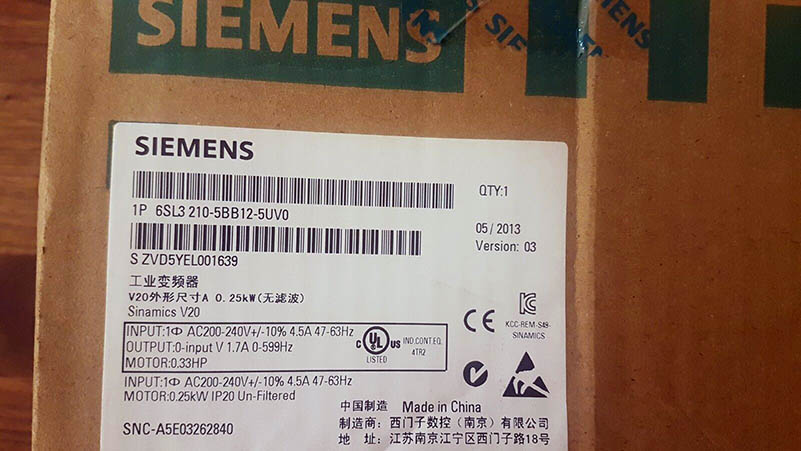 SIEMENS
SIE
SIEMENS
QTY:1
1P 6SL3 210-5BB12-5UV0
05 / 2013
Version: 03
S ZVD5YEL001639
工业变频器
V20外形尺寸A 0.25kW(无滤波)
Sinamics V20
INPUT:1Φ AC200-240V+/-10% 4.5A 47-63Hz
OUTPUT:0-input V 1.7A 0-599Hz
MOTOR:0.33HP
C UL US
LISTED
IND.CONT.EQ.
4TR2
CE
KCC-REM-S49-
SINAMICS
INPUT:1Φ AC200-240V+/-10% 4.5A 47-63Hz
MOTOR:0.25kW IP20 Un-Filtered
中国制造 Made in China
SNC-A5E03262840
制造商: 西门子数控(南京)有限公司
地 址: 江苏南京江宁区西门子路18号